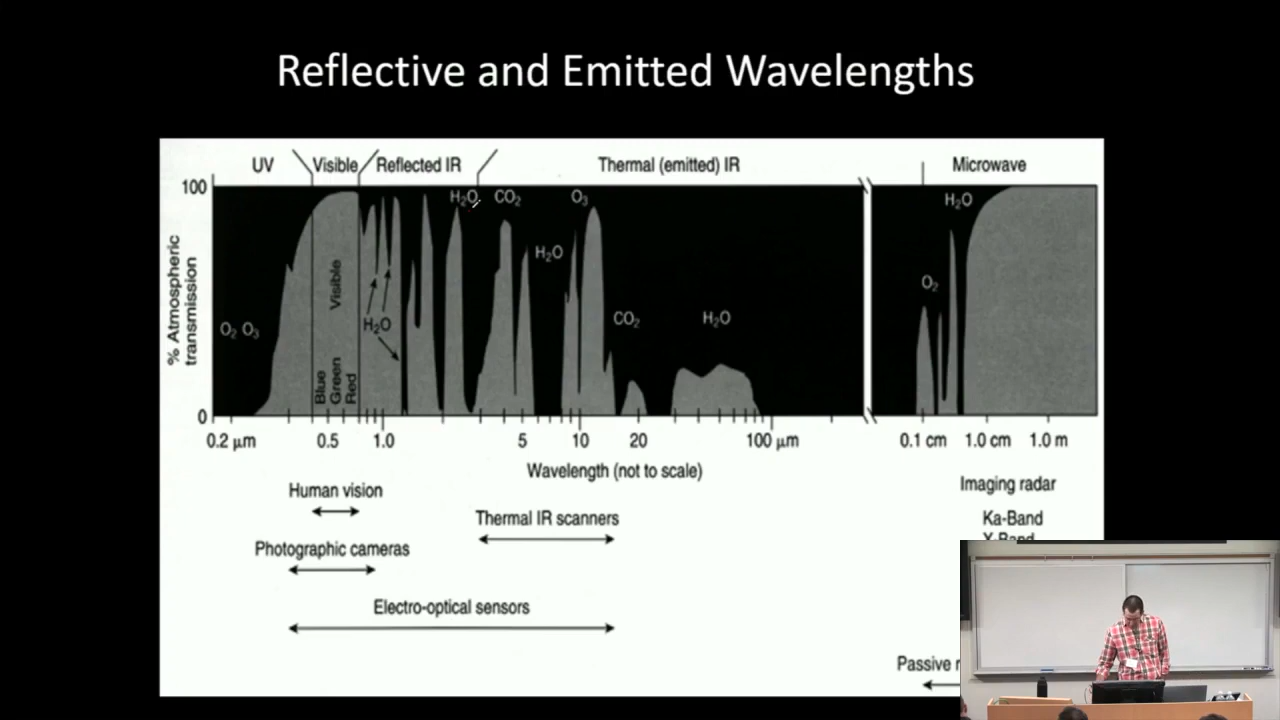 Reflective and Emitted Wavelengths
UV Visible Reflected IR Thermal (emitted) IR Microwave
100
H₂O CO₂ O₃ H₂O
H₂O
O₂
CO₂ H₂O
O₂ O₃
H₂O
Visible
Blue
Green
Red
% Atmospheric
transmission
0
0.2 µm 0.5 1.0 5 10 20 100 µm 0.1 cm 1.0 cm 1.0 m
Wavelength (not to scale)
Human vision
Imaging radar
Thermal IR scanners
Ka-Band
X-Band
Photographic cameras
Electro-optical sensors
Passive